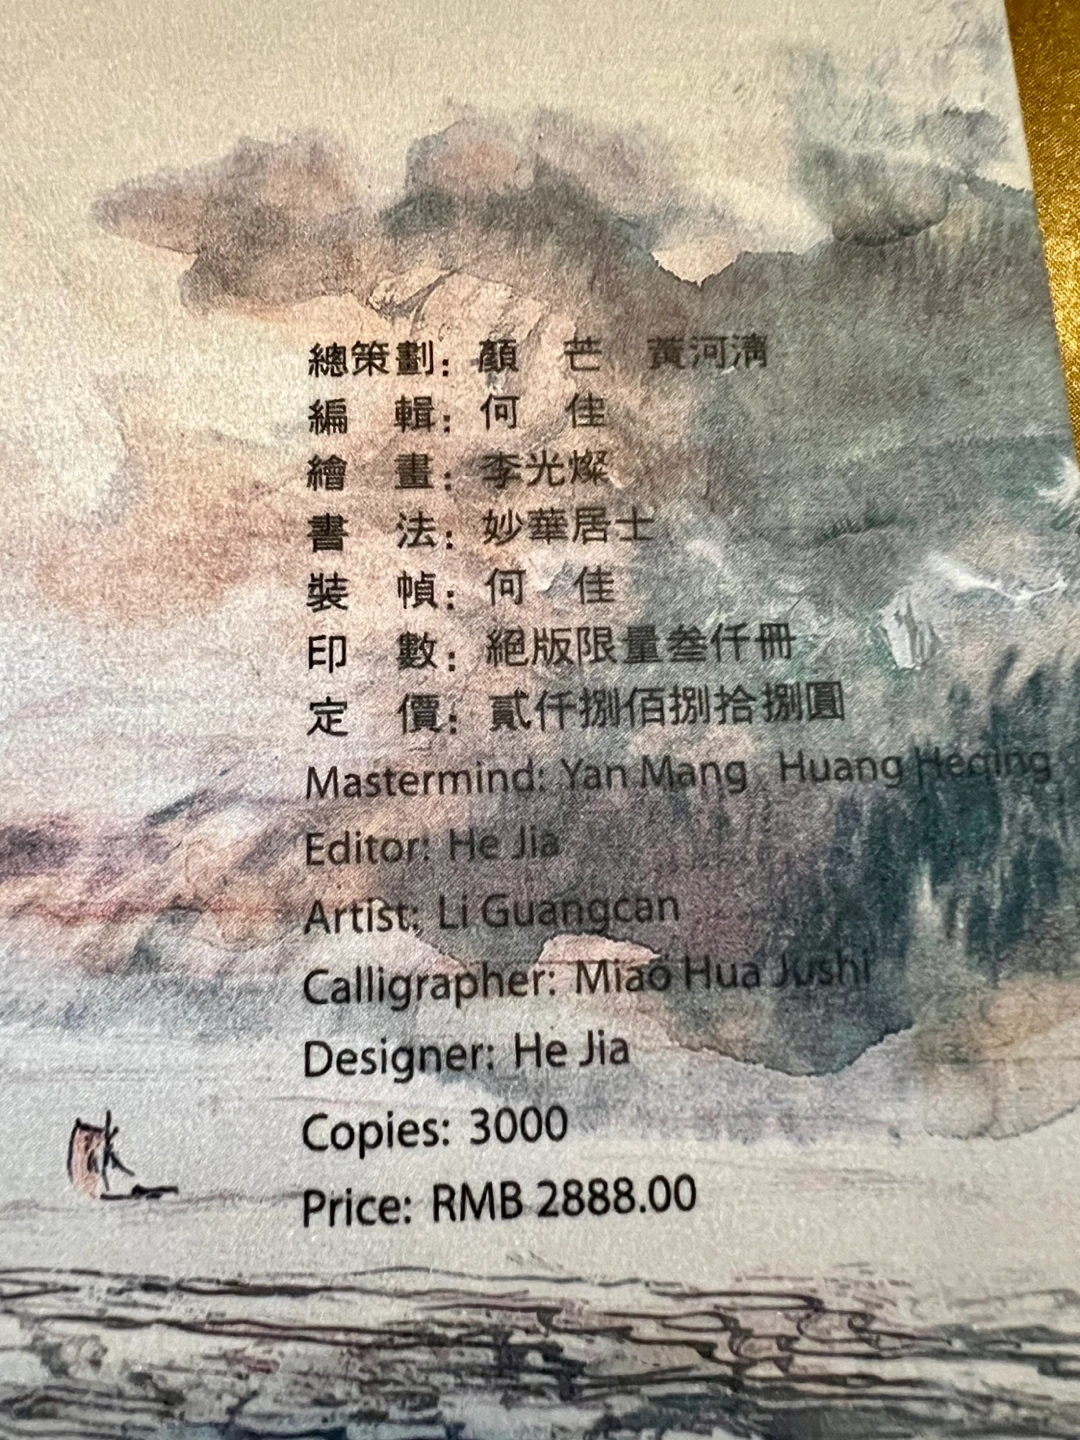 總策劃：顏　芒　黃河淸
編　輯：何　佳
繪　畫：李光燦
書　法：妙華居士
裝　幀：何　佳
印　數：絕版限量叁仟冊
定　價：貳仟捌佰捌拾捌圓
Mastermind: Yan Mang Huang Heqing
Editor: He Jia
Artist: Li Guangcan
Calligrapher: Miao Hua Jushi
Designer: He Jia
Copies: 3000
Price: RMB 2888.00